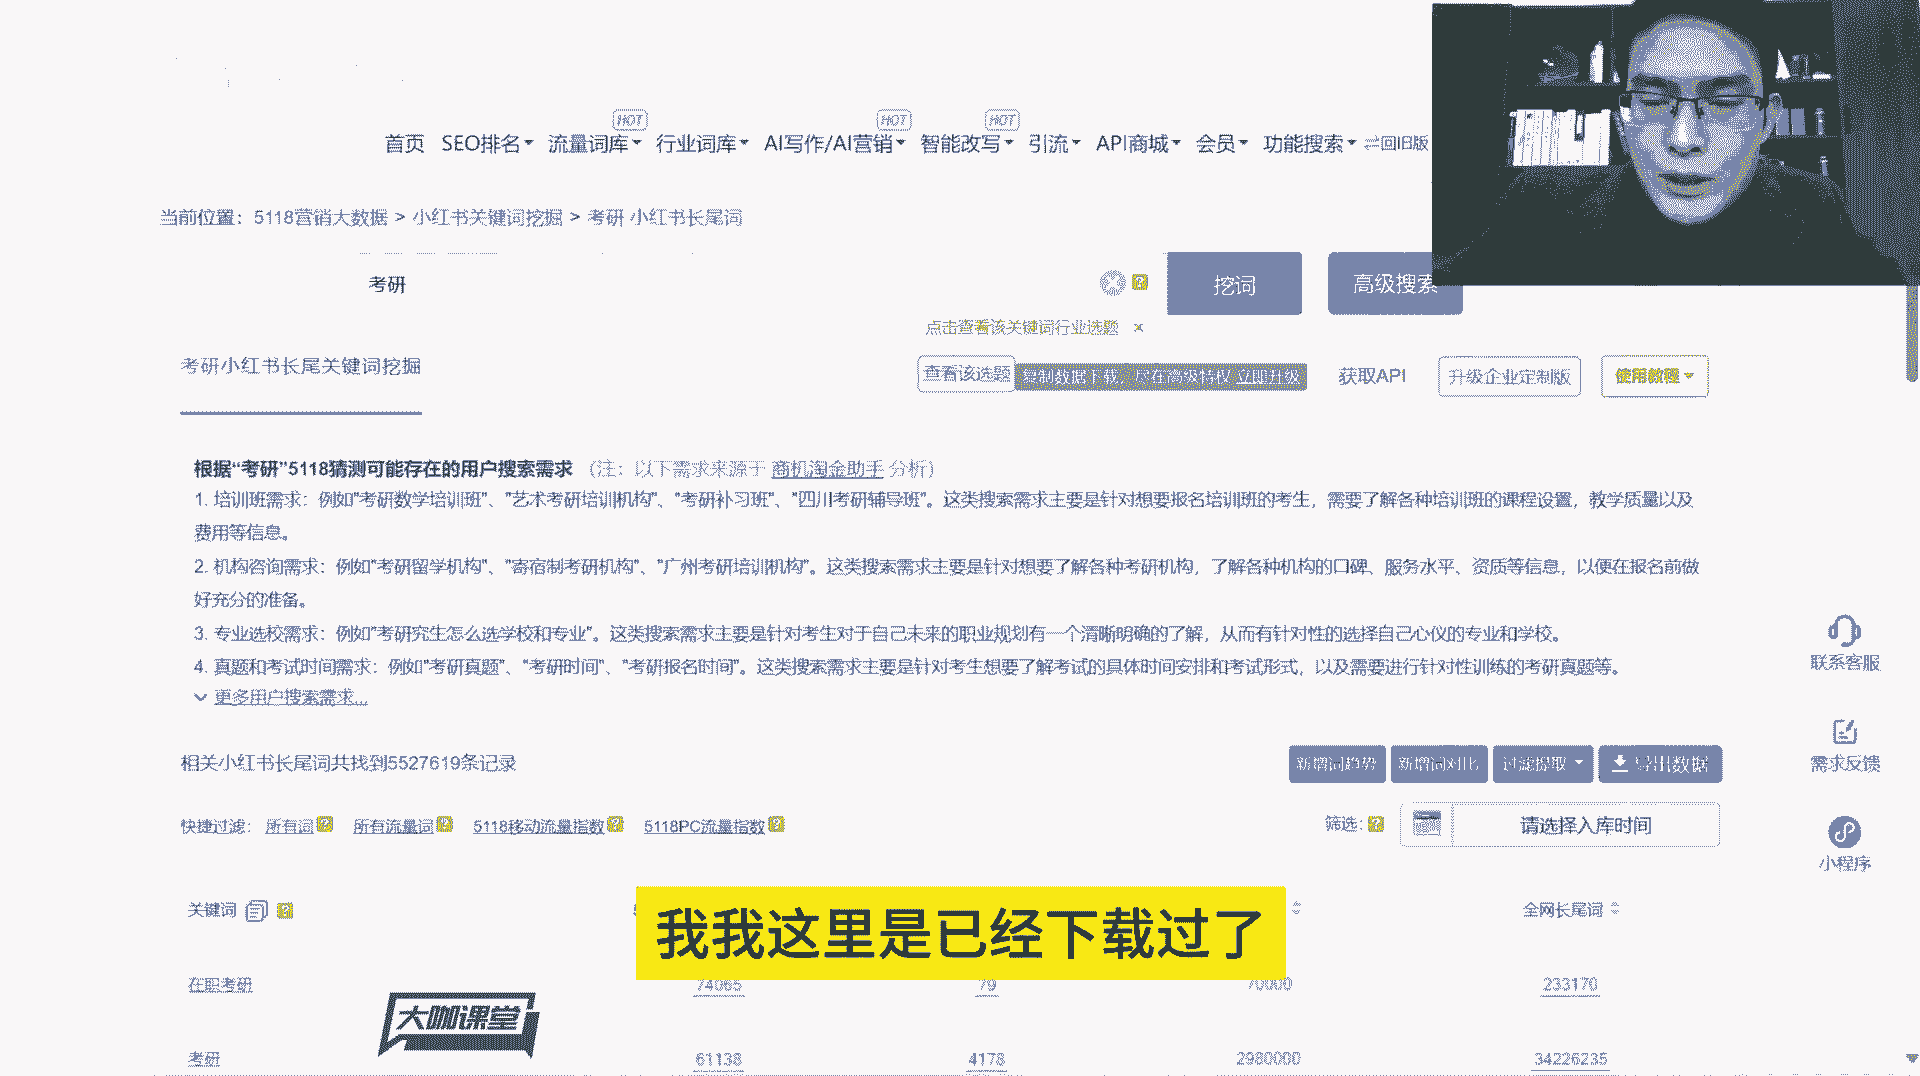 HOT HOT HOT
首页 SEO排名 流量词库 行业词库 AI写作/AI营销 智能改写 引流 API商城 会员 功能搜索 回旧版
当前位置：5118营销大数据 > 小红书关键词挖掘 > 考研 小红书长尾词
考研 挖词 高级搜索
点击查看该关键词行业选题 ×
考研小红书长尾关键词挖掘 查看该选题 立即升级 获取API 升级企业定制版 使用教程
根据“考研”5118猜测可能存在的用户搜索需求 （注：以下需求来源于 商机淘金助手 分析）
1. 培训班需求：例如"考研数学培训班"、"艺术考研培训机构"、"考研补习班"、"四川考研辅导班"。这类搜索需求主要是针对想要报名培训班的考生，需要了解各种培训班的课程设置，教学质量以及
费用等信息。
2. 机构咨询需求：例如"考研留学机构"、"寄宿制考研机构"、"广州考研培训机构"。这类搜索需求主要是针对想要了解各种考研机构，了解各种机构的口碑、服务水平、资质等信息，以便在报名前做
好充分的准备。
3. 专业选校需求：例如"考研究生怎么选学校和专业"。这类搜索需求主要是针对考生对于自己未来的职业规划有一个清晰明确的了解，从而有针对性的选择自己心仪的专业和学校。
4. 真题和考试时间需求：例如"考研真题"、"考研时间"、"考研报名时间"。这类搜索需求主要是针对考生想要了解考试的具体时间安排和考试形式，以及需要进行针对性训练的考研真题等。
更多用户搜索需求...
联系客服
需求反馈
小程序
相关小红书长尾词共找到5527619条记录 新增词趋势 新增词对比 过滤提取 导出数据
快捷过滤： 所有词 所有流量词 5118移动流量指数 5118PC流量指数 筛选： 请选择入库时间
关键词 全网长尾词
我我这里是已经下载过了
在职考研 74065 79 70000 233170
大咖课堂
考研 61138 4178 2980000 34226235